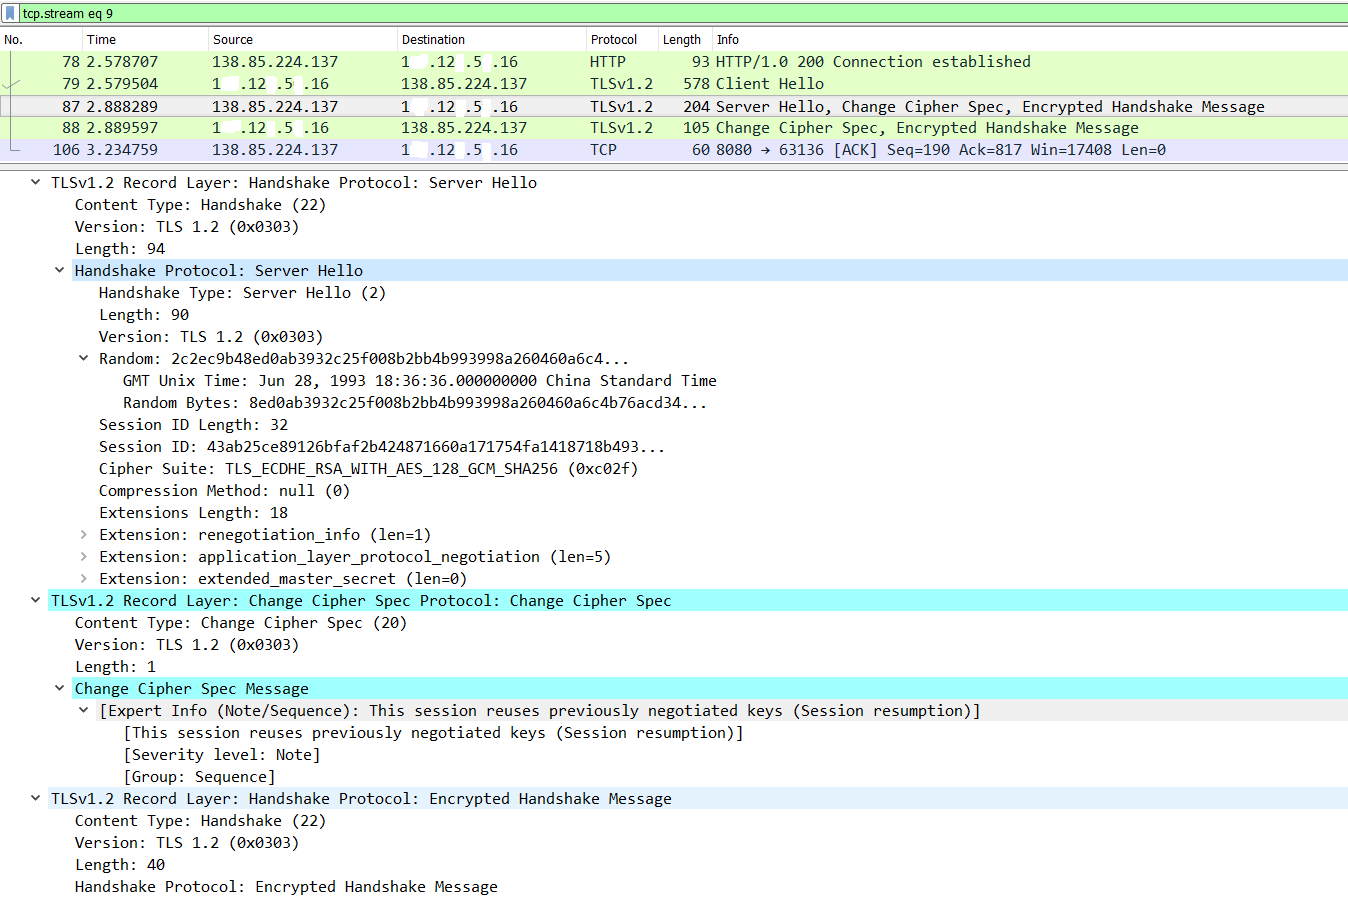 tcp.stream eq 9
No. Time Source Destination Protocol Length Info
78 2.578707 138.85.224.137 1 .12 .5 .16 HTTP 93 HTTP/1.0 200 Connection established
79 2.579504 1 .12 .5 .16 138.85.224.137 TLSv1.2 578 Client Hello
87 2.888289 138.85.224.137 1 .12 .5 .16 TLSv1.2 204 Server Hello, Change Cipher Spec, Encrypted Handshake Message
88 2.889597 1 .12 .5 .16 138.85.224.137 TLSv1.2 105 Change Cipher Spec, Encrypted Handshake Message
106 3.234759 138.85.224.137 1 .12 .5 .16 TCP 60 8080 → 63136 [ACK] Seq=190 Ack=817 Win=17408 Len=0
TLSv1.2 Record Layer: Handshake Protocol: Server Hello
Content Type: Handshake (22)
Version: TLS 1.2 (0x0303)
Length: 94
Handshake Protocol: Server Hello
Handshake Type: Server Hello (2)
Length: 90
Version: TLS 1.2 (0x0303)
Random: 2c2ec9b48ed0ab3932c25f008b2bb4b993998a260460a6c4...
GMT Unix Time: Jun 28, 1993 18:36:36.000000000 China Standard Time
Random Bytes: 8ed0ab3932c25f008b2bb4b993998a260460a6c4b76acd34...
Session ID Length: 32
Session ID: 43ab25ce89126bfaf2b424871660a171754fa1418718b493...
Cipher Suite: TLS_ECDHE_RSA_WITH_AES_128_GCM_SHA256 (0xc02f)
Compression Method: null (0)
Extensions Length: 18
Extension: renegotiation_info (len=1)
Extension: application_layer_protocol_negotiation (len=5)
Extension: extended_master_secret (len=0)
TLSv1.2 Record Layer: Change Cipher Spec Protocol: Change Cipher Spec
Content Type: Change Cipher Spec (20)
Version: TLS 1.2 (0x0303)
Length: 1
Change Cipher Spec Message
[Expert Info (Note/Sequence): This session reuses previously negotiated keys (Session resumption)]
[This session reuses previously negotiated keys (Session resumption)]
[Severity level: Note]
[Group: Sequence]
TLSv1.2 Record Layer: Handshake Protocol: Encrypted Handshake Message
Content Type: Handshake (22)
Version: TLS 1.2 (0x0303)
Length: 40
Handshake Protocol: Encrypted Handshake Message